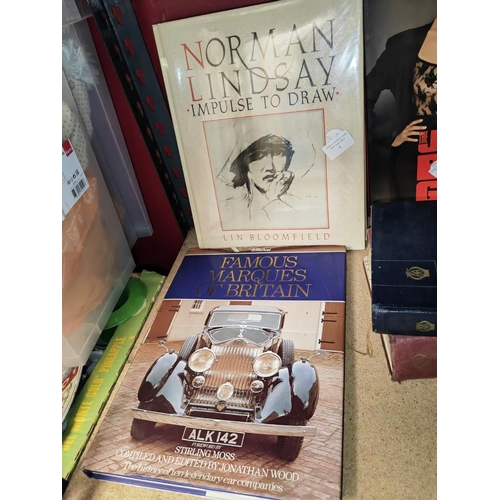 NORMAN
LINDSAY
·IMPULSE TO DRAW·
LIN BLOOMFIELD
FAMOUS
MARQUES
OF BRITAIN
ALK 142
FOREWORD BY
STIRLING MOSS
COMPILED AND EDITED BY JONATHAN WOOD
The history of ten legendary car companies
THE